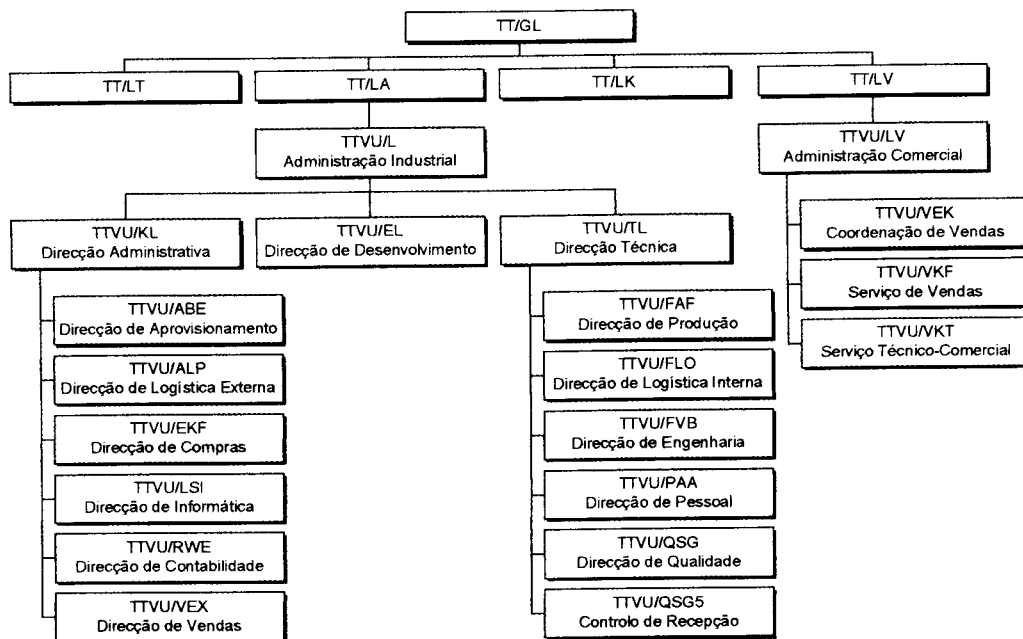 TT/GL
TT/LT
TT/LA
TT/LK
TT/LV
TTVU/L
Administração Industrial
TTVU/LV
Administração Comercial
TTVU/KL
Direcção Administrativa
TTVU/EL
Direcção de Desenvolvimento
TTVU/TL
Direcção Técnica
TTVU/VEK
Coordenação de Vendas
TTVU/VKF
Serviço de Vendas
TTVU/VKT
Serviço Técnico-Comercial
TTVU/ABE
Direcção de Aprovisionamento
TTVU/ALP
Direcção de Logística Externa
TTVU/EKF
Direcção de Compras
TTVU/LSI
Direcção de Informática
TTVU/RWE
Direcção de Contabilidade
TTVU/VEX
Direcção de Vendas
TTVU/FAF
Direcção de Produção
TTVU/FLO
Direcção de Logística Interna
TTVU/FVB
Direcção de Engenharia
TTVU/PAA
Direcção de Pessoal
TTVU/QSG
Direcção de Qualidade
TTVU/QSG5
Controlo de Recepção